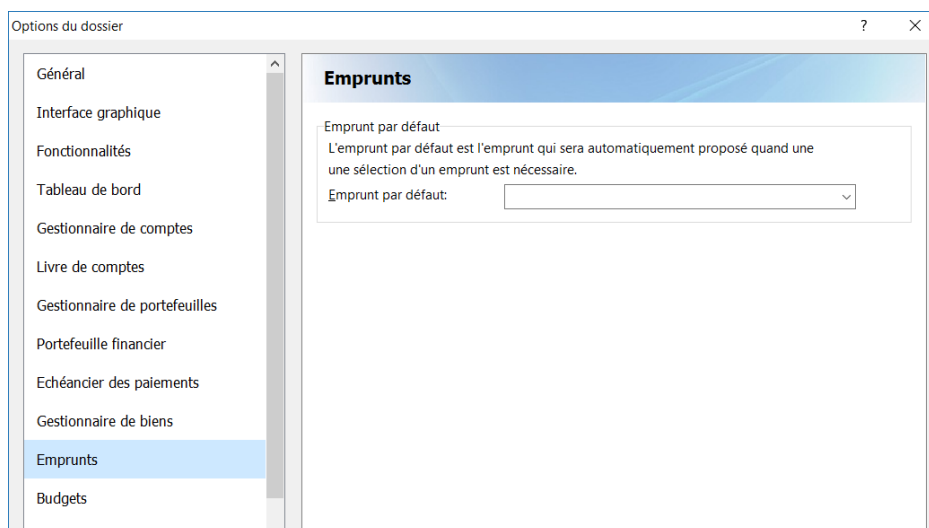 Options du dossier
?
Général
Interface graphique
Fonctionnalités
Tableau de bord
Gestionnaire de comptes
Livre de comptes
Gestionnaire de portefeuilles
Portefeuille financier
Echéancier des paiements
Gestionnaire de biens
Emprunts
Budgets
Emprunts
Emprunt par défaut
L'emprunt par défaut est l'emprunt qui sera automatiquement proposé quand une
une sélection d'un emprunt est nécessaire.
Emprunt par défaut: